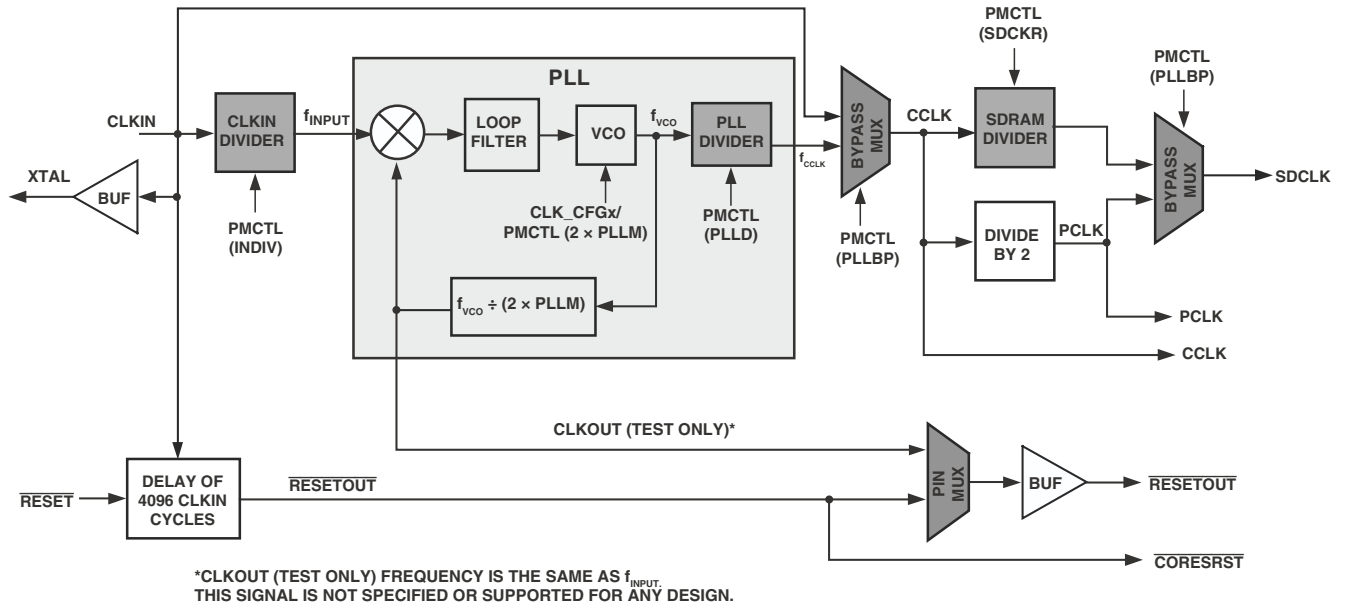 PMCTL
(SDCKR)
PMCTL
(PLLBP)
PLL
CLKIN
CLKIN
DIVIDER
fINPUT
LOOP
FILTER
VCO
fVCO
PLL
DIVIDER
fCCLK
BYPASS
MUX
CCLK
SDRAM
DIVIDER
BYPASS
MUX
SDCLK
XTAL
BUF
PMCTL
(INDIV)
CLK_CFGx/
PMCTL (2 × PLLM)
PMCTL
(PLLD)
PMCTL
(PLLBP)
DIVIDE
BY 2
PCLK
fVCO ÷ (2 × PLLM)
PCLK
CCLK
CLKOUT (TEST ONLY)*
RESET
DELAY OF
4096 CLKIN
CYCLES
RESETOUT
PIN
MUX
BUF
RESETOUT
CORESRST
*CLKOUT (TEST ONLY) FREQUENCY IS THE SAME AS fINPUT.
THIS SIGNAL IS NOT SPECIFIED OR SUPPORTED FOR ANY DESIGN.